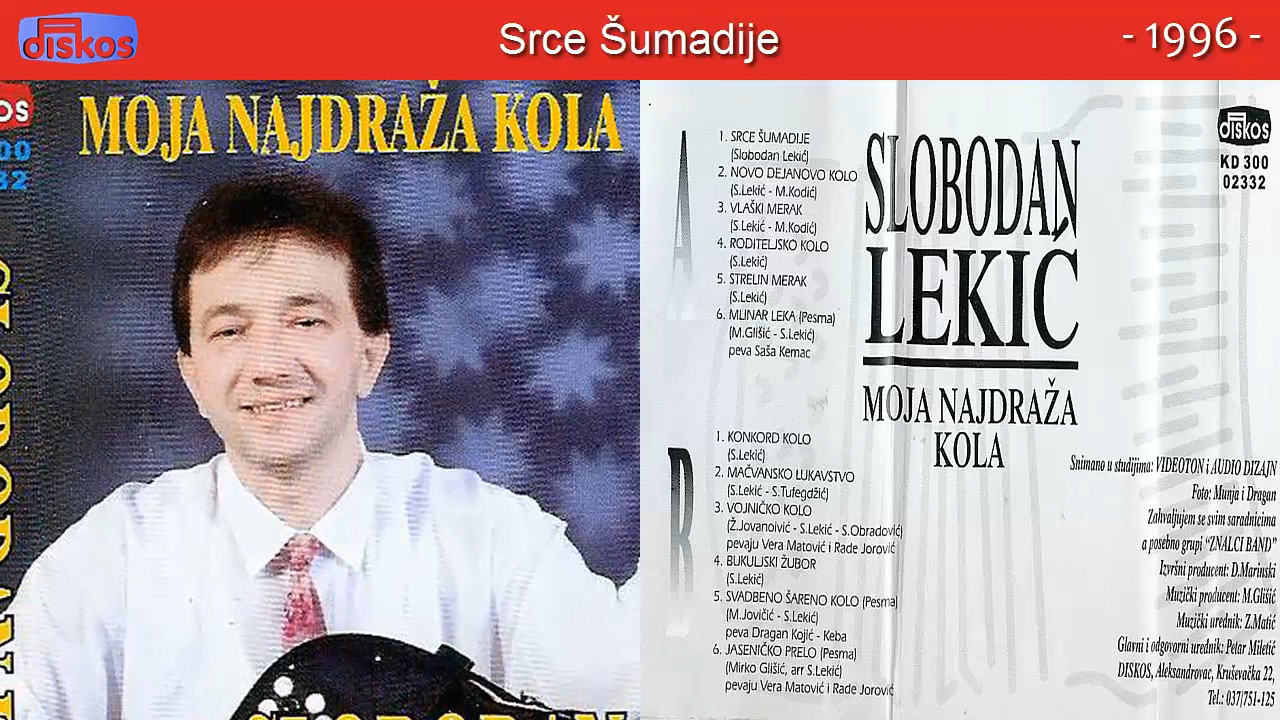 diskos
Srce Šumadije
- 1996 -
MOJA NAJDRAŽA KOLA
SLOBODAN
diskos
KD 300
02332
A
1. SRCE ŠUMADIJE
(Slobodan Lekić)
2. NOVO DEJANOVO KOLO
(S.Lekić - M.Kodić)
3. VLAŠKI MERAK
(S.Lekić - M.Kodić)
4. RODITELJSKO KOLO
(S.Lekić)
5. STRELIN MERAK
(S.Lekić)
6. MLINAR LEKA (Pesma)
(M.Glišić - S.Lekić)
peva Saša Kernac
B
1. KONKORD KOLO
(S.Lekić)
2. MAČVANSKO LUKAVSTVO
(S.Lekić - S.Tufegdžić)
3. VOJNIČKO KOLO
(Ž.Jovanoivić - S.Lekić - S.Obradović)
pevaju Vera Matović i Rade Jorović
4. BUKULJSKI ŽUBOR
(S.Lekić)
5. SVADBENO ŠARENO KOLO (Pesma)
(M.Jovičić - S.Lekić)
peva Dragan Kojić - Keba
6. JASENIČKO PRELO (Pesma)
(Mirko Glišić, arr S.Lekić)
pevaju Vera Matović i Rade Jorović
SLOBODAN
LEKIĆ
MOJA NAJDRAŽA
KOLA
Snimano u studijima: VIDEOTON i AUDIO DIZAJN
Foto: Munja i Dragan
Zahvaljujem se svim saradnicima
a posebno grupi "ZNALCI BAND"
Izvršni producent: D.Marinski
Muzički producent: M.Glišić
Muzički urednik: Z.Matić
Glavni i odgovorni urednik: Petar Miletić
DISKOS, Aleksandrovac, Kruševačka 22,
Tel.: 037/751-125